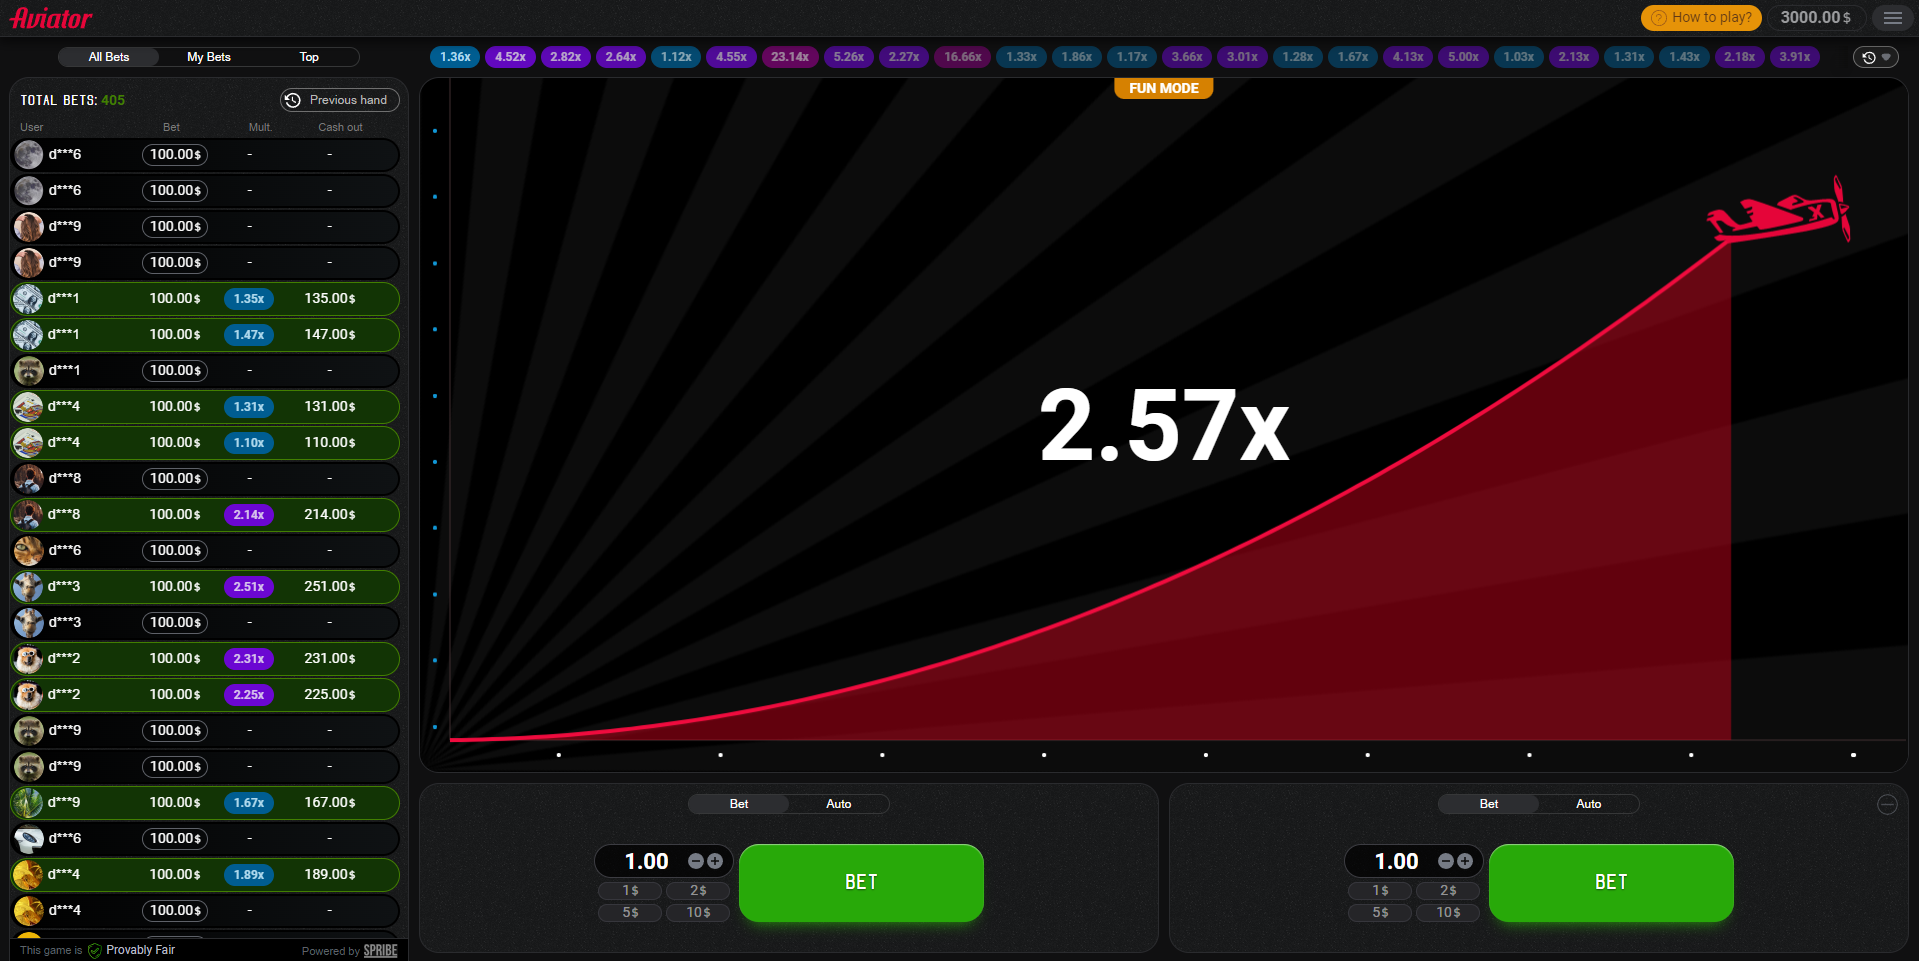 Aviator
How to play?
3000.00 $
All Bets My Bets Top
1.36x 4.52x 2.82x 2.64x 1.12x 4.55x 23.14x 5.26x 2.27x 16.66x 1.33x 1.86x 1.17x 3.66x 3.01x 1.28x 1.67x 4.13x 5.00x 1.03x 2.13x 1.31x 1.43x 2.18x 3.91x
TOTAL BETS: 405
Previous hand
User Bet Mult. Cash out
d***6 100.00$ - -
d***6 100.00$ - -
d***9 100.00$ - -
d***9 100.00$ - -
d***1 100.00$ 1.35x 135.00$
d***1 100.00$ 1.47x 147.00$
d***1 100.00$ - -
d***4 100.00$ 1.31x 131.00$
d***4 100.00$ 1.10x 110.00$
d***8 100.00$ - -
d***8 100.00$ 2.14x 214.00$
d***6 100.00$ - -
d***3 100.00$ 2.51x 251.00$
d***3 100.00$ - -
d***2 100.00$ 2.31x 231.00$
d***2 100.00$ 2.25x 225.00$
d***9 100.00$ - -
d***9 100.00$ - -
d***9 100.00$ 1.67x 167.00$
d***6 100.00$ - -
d***4 100.00$ 1.89x 189.00$
d***4 100.00$ - -
This game is Provably Fair
Powered by SPRIBE
FUN MODE
X
2.57x
Bet Auto
1.00
1$ 2$
5$ 10$
BET
Bet Auto
1.00
1$ 2$
5$ 10$
BET